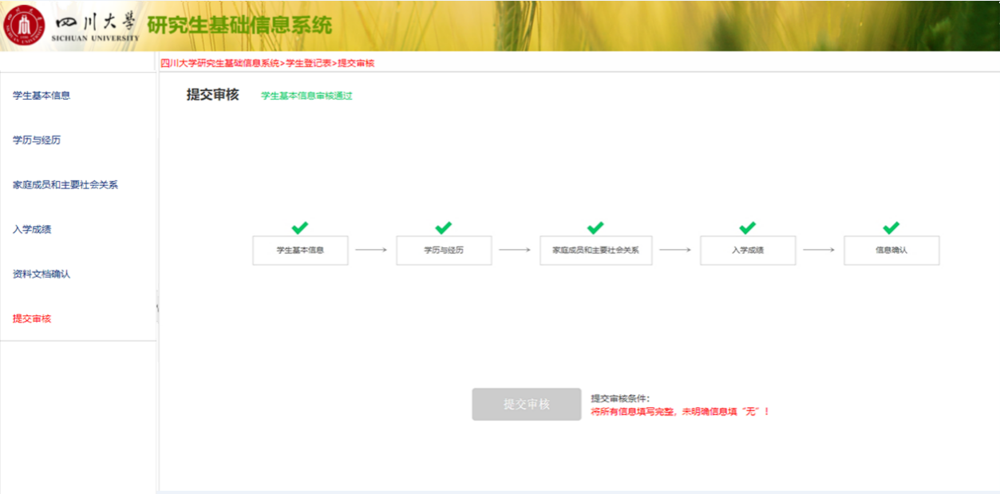 四川大学
SICHUAN UNIVERSITY
研究生基础信息系统
四川大学研究生基础信息系统>学生登记表>提交审核
学生基本信息
学历与经历
家庭成员和主要社会关系
入学成绩
资料文档确认
提交审核
提交审核 学生基本信息审核通过
学生基本信息 学历与经历 家庭成员和主要社会关系 入学成绩 信息确认
提交审核
提交审核条件：
将所有信息填写完整，未明确信息填“无”！